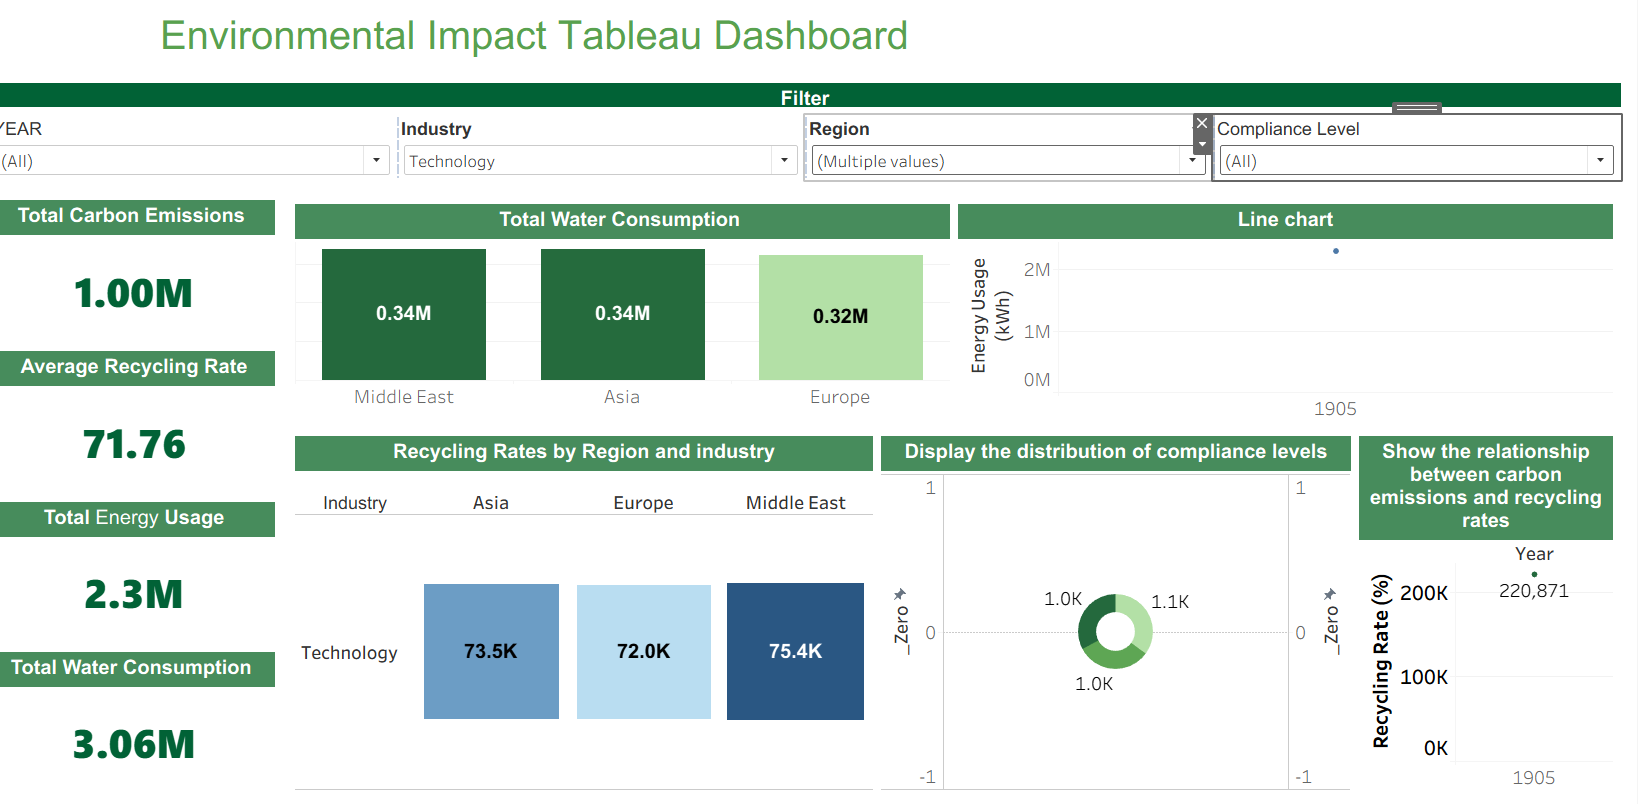 Environmental Impact Tableau Dashboard
Filter
YEAR
(All)
Industry
Technology
Region
(Multiple values)
Compliance Level
(All)
Total Carbon Emissions
1.00M
Average Recycling Rate
71.76
Total Energy Usage
2.3M
Total Water Consumption
3.06M
Total Water Consumption
0.34M
0.34M
0.32M
Middle East
Asia
Europe
Line chart
Energy Usage
(kWh)
2M
1M
0M
1905
Recycling Rates by Region and industry
Industry
Asia
Europe
Middle East
Technology
73.5K
72.0K
75.4K
Display the distribution of compliance levels
_Zero
1
0
-1
1.0K
1.1K
1.0K
1
0
-1
_Zero
Show the relationship
between carbon
emissions and recycling
rates
Year
Recycling Rate (%)
200K
100K
0K
220,871
1905